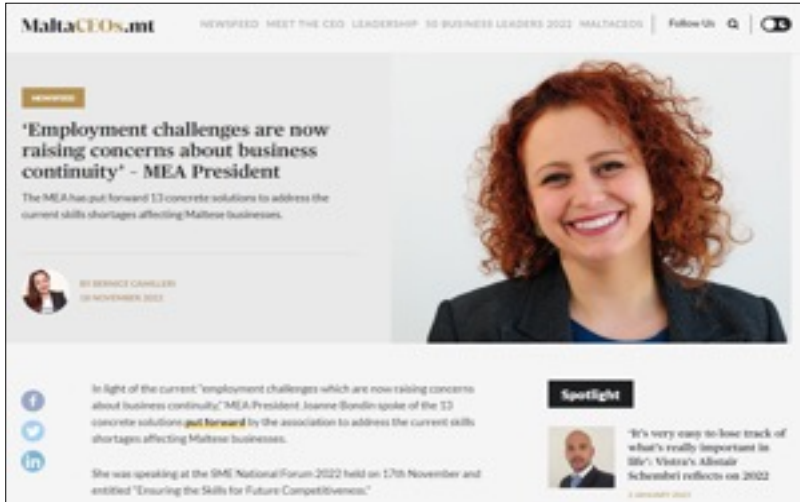 MaltaCEOs.mt
NEWSFEED MEET THE CEO LEADERSHIP 50 BUSINESS LEADERS 2022 MALTACEOS
Follow Us
NEWSFEED
‘Employment challenges are now
raising concerns about business
continuity’ – MEA President
The MEA has put forward 13 concrete solutions to address the
current skills shortages affecting Maltese businesses.
BY BERNICE CAMILLERI
18 NOVEMBER 2022
In light of the current “employment challenges which are now raising concerns
about business continuity,” MEA President Joanne Bondin spoke of the 13
concrete solutions put forward by the association to address the current skills
shortages affecting Maltese businesses.
She was speaking at the SME National Forum 2022 held on 17th November and
entitled “Ensuring the Skills for Future Competitiveness.”
Spotlight
‘It’s very easy to lose track of
what’s really important in
life’: Vistra’s Alistair
Schembri reflects on 2022
2 JANUARY 2023